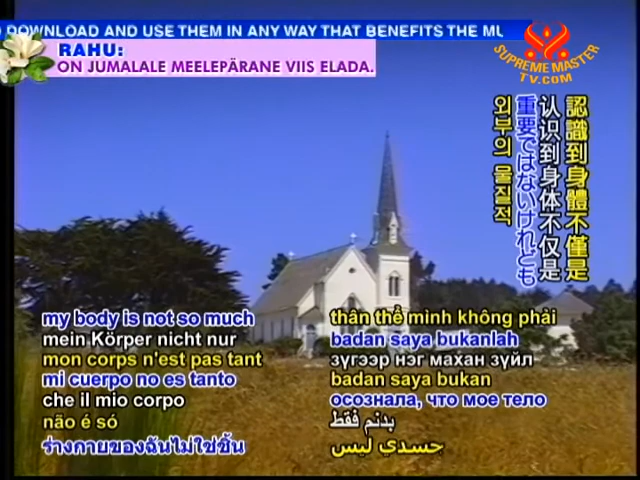 DOWNLOAD AND USE THEM IN ANY WAY THAT BENEFITS THE
RAHU:
ON JUMALALE MEELEPÄRANE VIIS ELADA.
SUPREME MASTER
TV.COM
認識到身體不僅是
认识到身体不仅是
重要ではないけれども
외부의 물질적
my body is not so much
mein Körper nicht nur
mon corps n'est pas tant
mi cuerpo no es tanto
che il mio corpo
não é só
ร่างกายของฉันไม่ใช่ชิ้น
thân thể mình không phải
badan saya bukanlah
зүгээр нэг махан зүйл
badan saya bukan
осознала, что мое тело
بدنم فقط
جسدي ليس